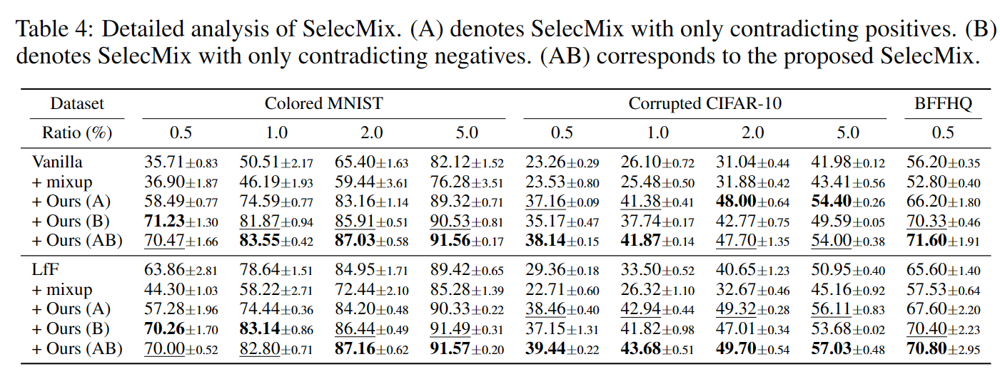 Table 4: Detailed analysis of SelecMix. (A) denotes SelecMix with only contradicting positives. (B)
denotes SelecMix with only contradicting negatives. (AB) corresponds to the proposed SelecMix.
Dataset Colored MNIST Corrupted CIFAR-10 BFFHQ
Ratio (%) 0.5 1.0 2.0 5.0 0.5 1.0 2.0 5.0 0.5
Vanilla 35.71±0.83 50.51±2.17 65.40±1.63 82.12±1.52 23.26±0.29 26.10±0.72 31.04±0.44 41.98±0.12 56.20±0.35
+ mixup 36.90±1.87 46.19±1.93 59.44±3.61 76.28±3.51 23.53±0.80 25.48±0.50 31.88±0.42 43.41±0.56 52.80±0.40
+ Ours (A) 58.49±0.77 74.59±0.77 83.16±1.14 89.32±0.71 37.16±0.09 41.38±0.41 48.00±0.64 54.40±0.26 66.20±1.80
+ Ours (B) 71.23±1.30 81.87±0.94 85.91±0.51 90.53±0.81 35.17±0.47 37.74±0.17 42.77±0.75 49.59±0.05 70.33±0.46
+ Ours (AB) 70.47±1.66 83.55±0.42 87.03±0.58 91.56±0.17 38.14±0.15 41.87±0.14 47.70±1.35 54.00±0.38 71.60±1.91
LfF 63.86±2.81 78.64±1.51 84.95±1.71 89.42±0.65 29.36±0.18 33.50±0.52 40.65±1.23 50.95±0.40 65.60±1.40
+ mixup 44.30±1.03 58.22±2.71 72.44±2.10 85.28±1.39 22.71±0.60 26.32±1.10 32.67±0.46 45.16±0.92 57.53±0.64
+ Ours (A) 57.28±1.96 74.44±0.36 84.20±0.48 90.33±0.22 38.46±0.40 42.94±0.44 49.32±0.28 56.11±0.83 67.60±2.20
+ Ours (B) 70.26±1.70 83.14±0.86 86.44±0.49 91.49±0.31 37.15±1.31 41.82±0.98 47.01±0.34 53.68±0.02 70.40±2.23
+ Ours (AB) 70.00±0.52 82.80±0.71 87.16±0.62 91.57±0.20 39.44±0.22 43.68±0.51 49.70±0.54 57.03±0.48 70.80±2.95